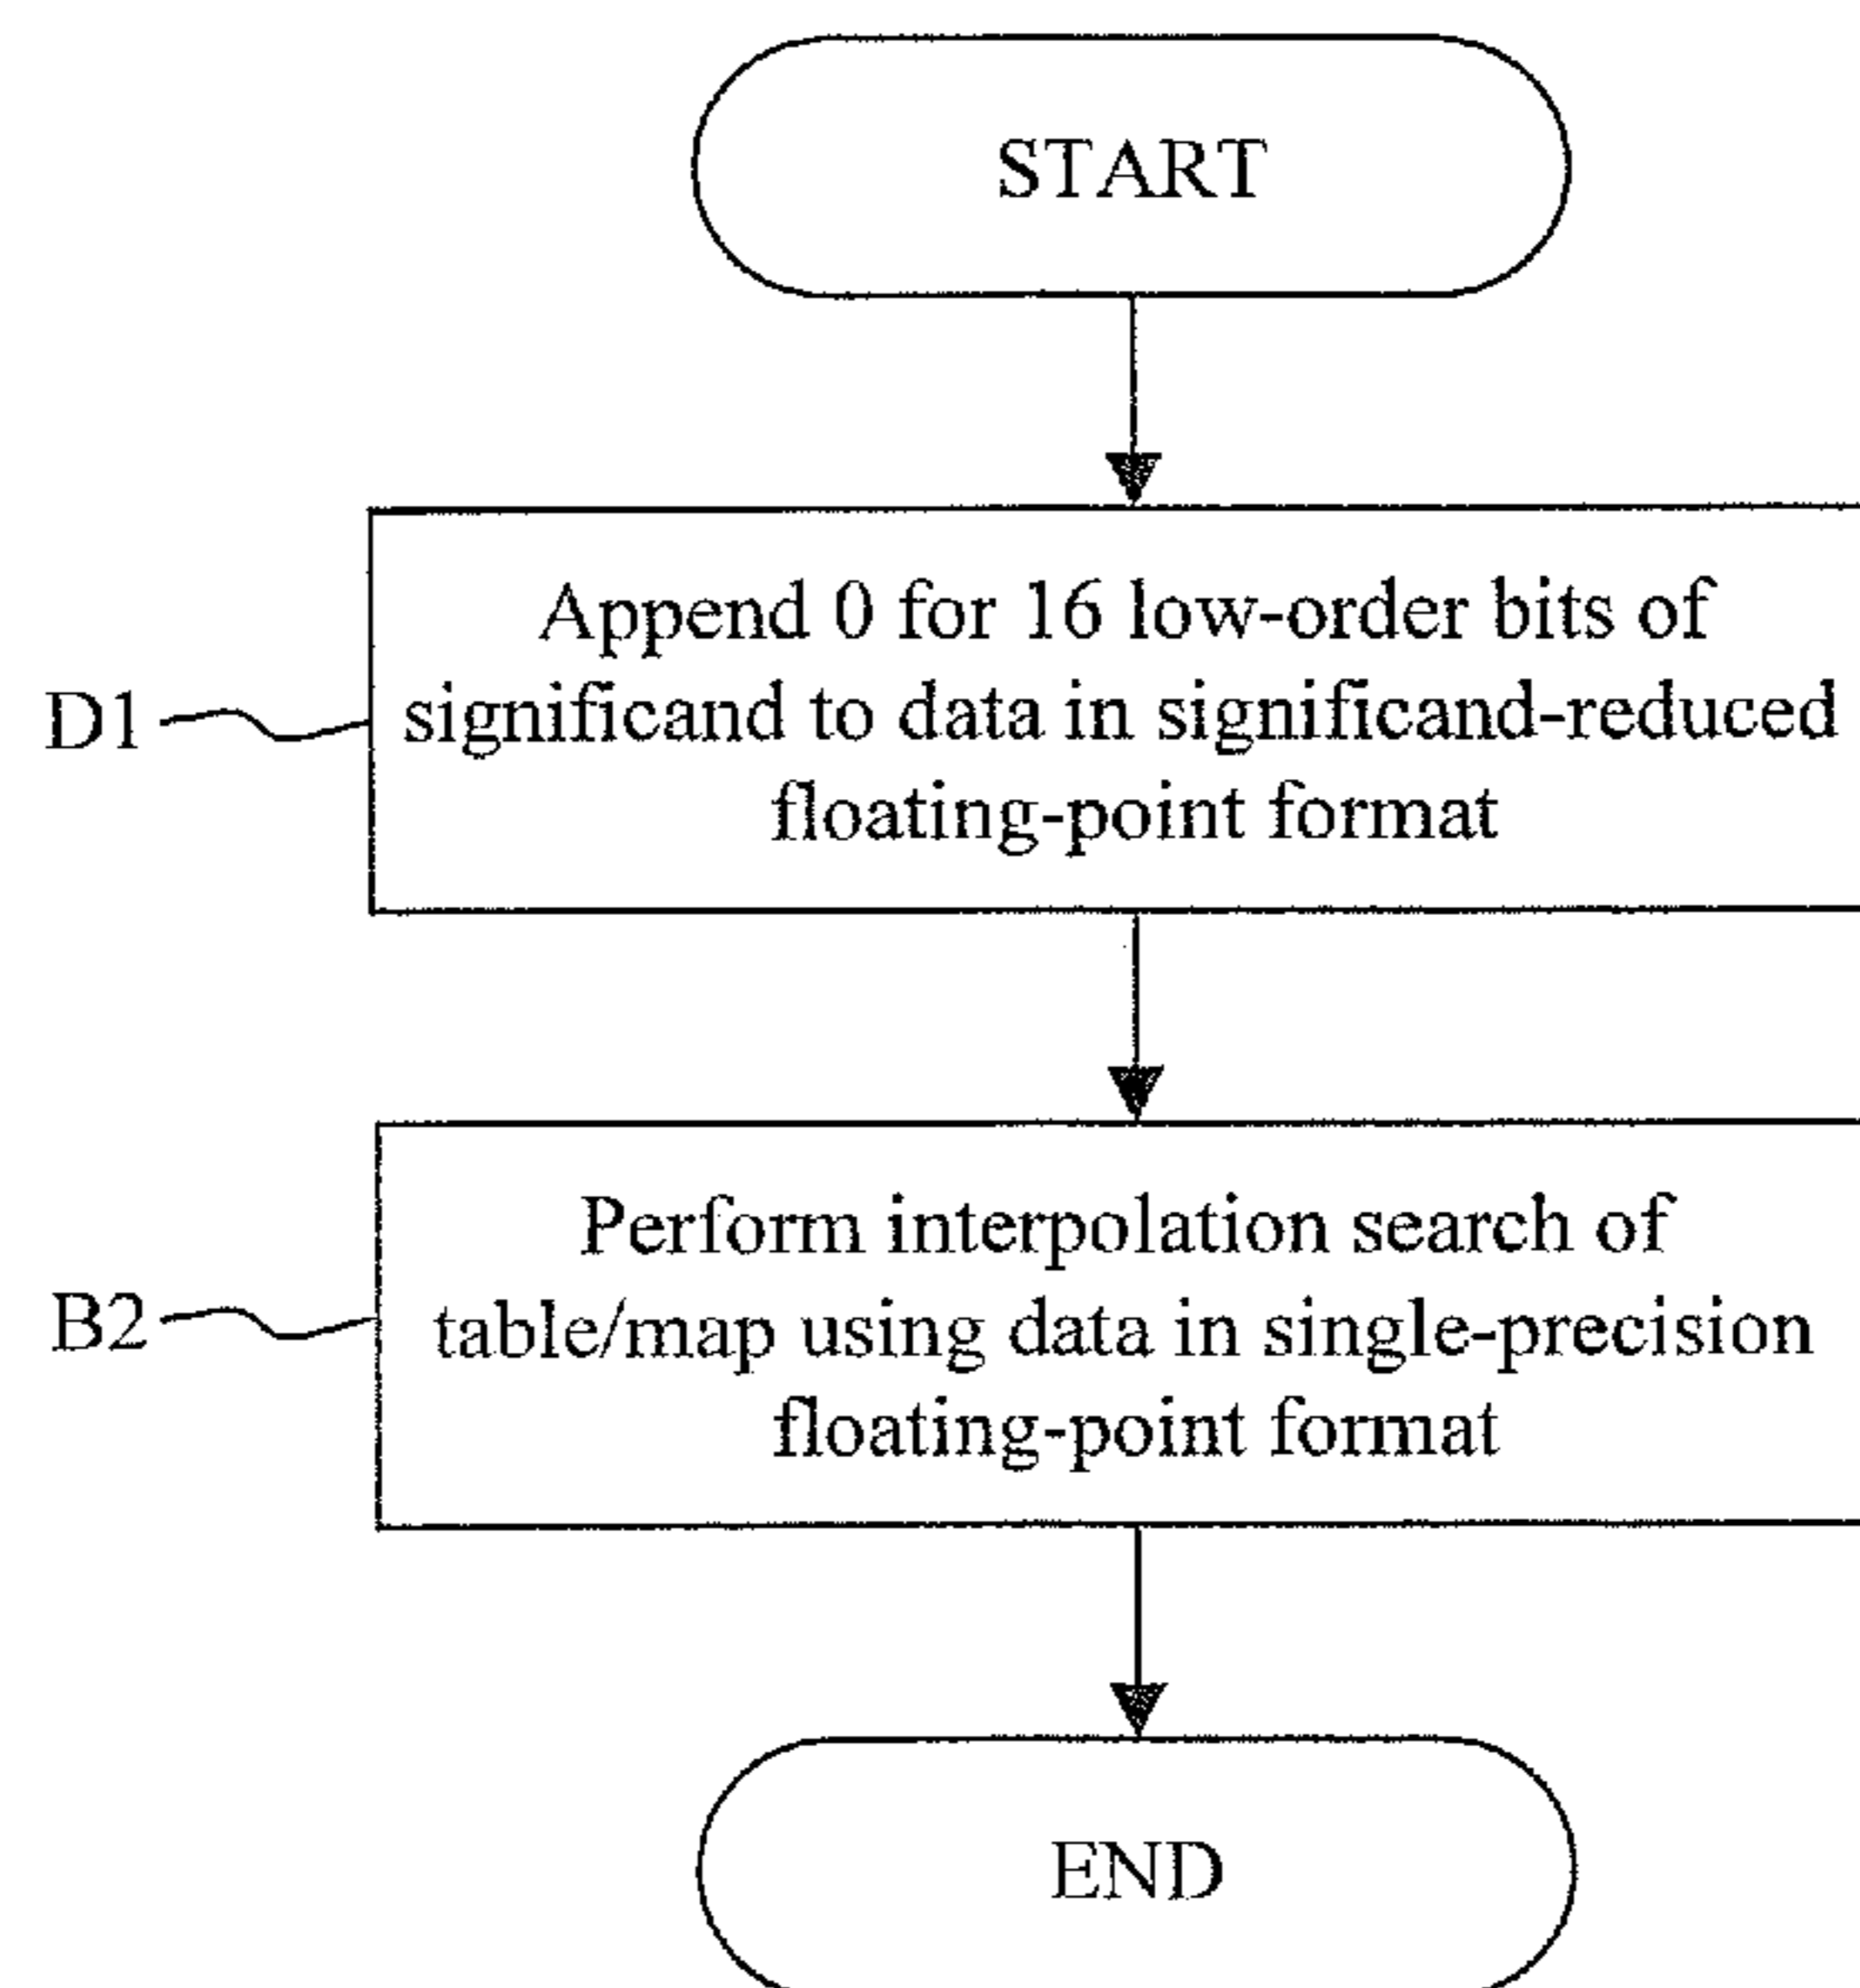 START
Append 0 for 16 low-order bits of
significand to data in significand-reduced
floating-point format
D1
Perform interpolation search of
table/map using data in single-precision
floating-point format
B2
END